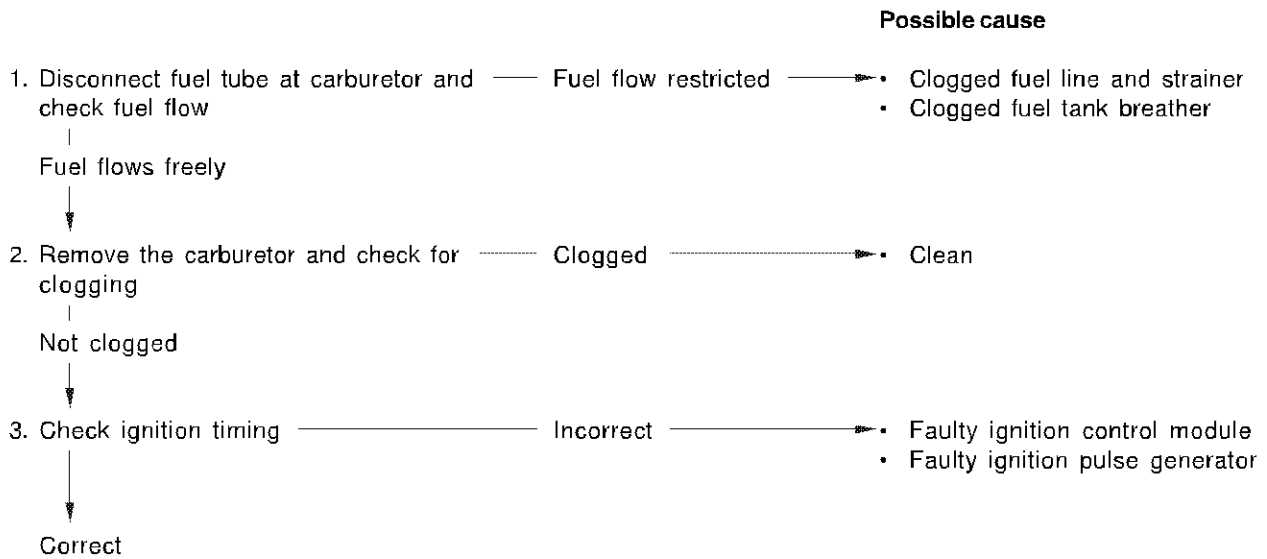 Possible cause
1. Disconnect fuel tube at carburetor and Fuel flow restricted • Clogged fuel line and strainer
check fuel flow • Clogged fuel tank breather
Fuel flows freely
2. Remove the carburetor and check for Clogged • Clean
clogging
Not clogged
3. Check ignition timing Incorrect • Faulty ignition control module
• Faulty ignition pulse generator
Correct